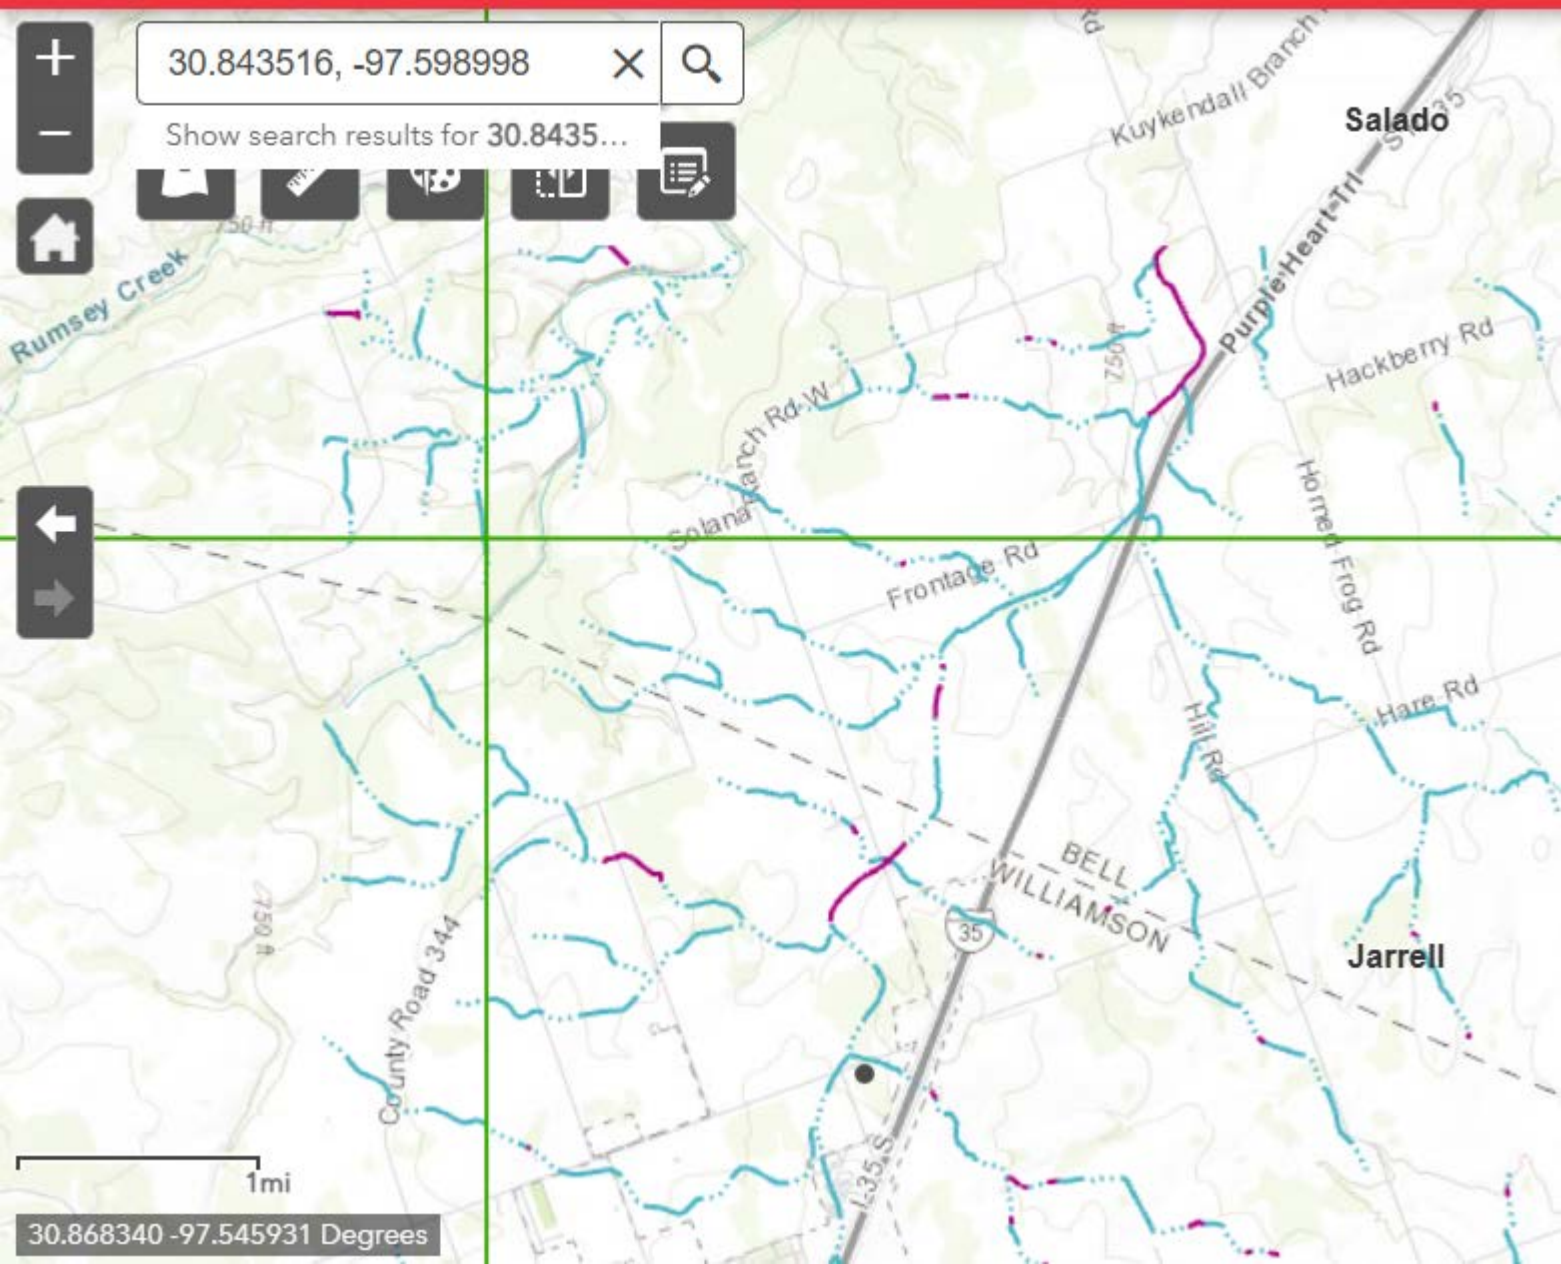 30.843516, -97.598998
Show search results for 30.8435...
Rd
Kuykendall Branch
Salado
S I 35
750 ft
Rumsey Creek
Purple Heart Trl
750 ft
Hackberry Rd
Solana Ranch Rd W
Horned Frog Rd
Frontage Rd
Hare Rd
Hill Rd
BELL
WILLIAMSON
750 ft
35
Jarrell
County Road 344
I 35 S
1mi
30.868340 -97.545931 Degrees